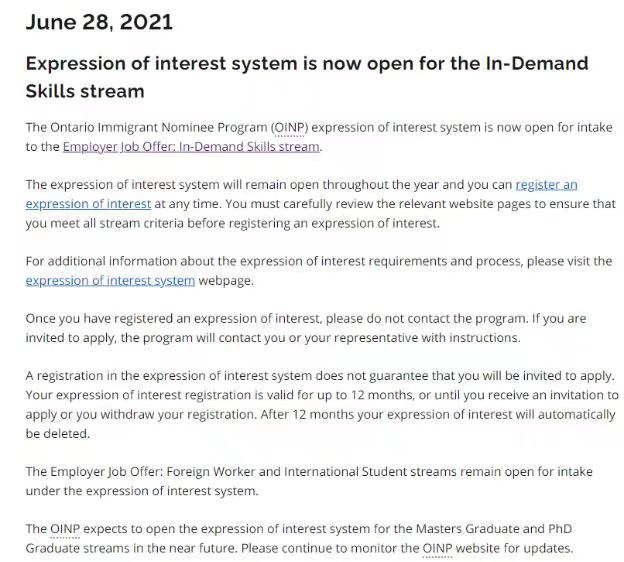 June 28, 2021
Expression of interest system is now open for the In-Demand
Skills stream
The Ontario Immigrant Nominee Program (OINP) expression of interest system is now open for intake
to the Employer Job Offer: In-Demand Skills stream.
The expression of interest system will remain open throughout the year and you can register an
expression of interest at any time. You must carefully review the relevant website pages to ensure that
you meet all stream criteria before registering an expression of interest.
For additional information about the expression of interest requirements and process, please visit the
expression of interest system webpage.
Once you have registered an expression of interest, please do not contact the program. If you are
invited to apply, the program will contact you or your representative with instructions.
A registration in the expression of interest system does not guarantee that you will be invited to apply.
Your expression of interest registration is valid for up to 12 months, or until you receive an invitation to
apply or you withdraw your registration. After 12 months your expression of interest will automatically
be deleted.
The Employer Job Offer: Foreign Worker and International Student streams remain open for intake
under the expression of interest system.
The OINP expects to open the expression of interest system for the Masters Graduate and PhD
Graduate streams in the near future. Please continue to monitor the OINP website for updates.